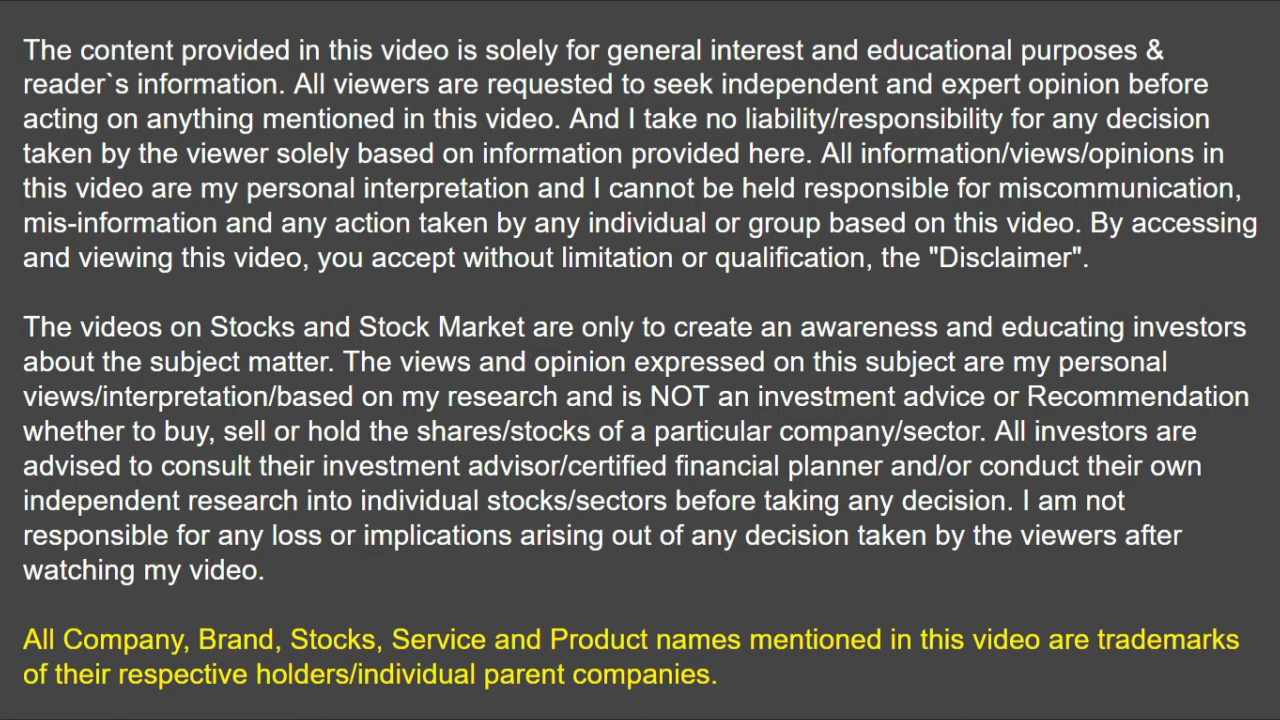 The content provided in this video is solely for general interest and educational purposes &
reader`s information. All viewers are requested to seek independent and expert opinion before
acting on anything mentioned in this video. And I take no liability/responsibility for any decision
taken by the viewer solely based on information provided here. All information/views/opinions in
this video are my personal interpretation and I cannot be held responsible for miscommunication,
mis-information and any action taken by any individual or group based on this video. By accessing
and viewing this video, you accept without limitation or qualification, the "Disclaimer".
The videos on Stocks and Stock Market are only to create an awareness and educating investors
about the subject matter. The views and opinion expressed on this subject are my personal
views/interpretation/based on my research and is NOT an investment advice or Recommendation
whether to buy, sell or hold the shares/stocks of a particular company/sector. All investors are
advised to consult their investment advisor/certified financial planner and/or conduct their own
independent research into individual stocks/sectors before taking any decision. I am not
responsible for any loss or implications arising out of any decision taken by the viewers after
watching my video.
All Company, Brand, Stocks, Service and Product names mentioned in this video are trademarks
of their respective holders/individual parent companies.